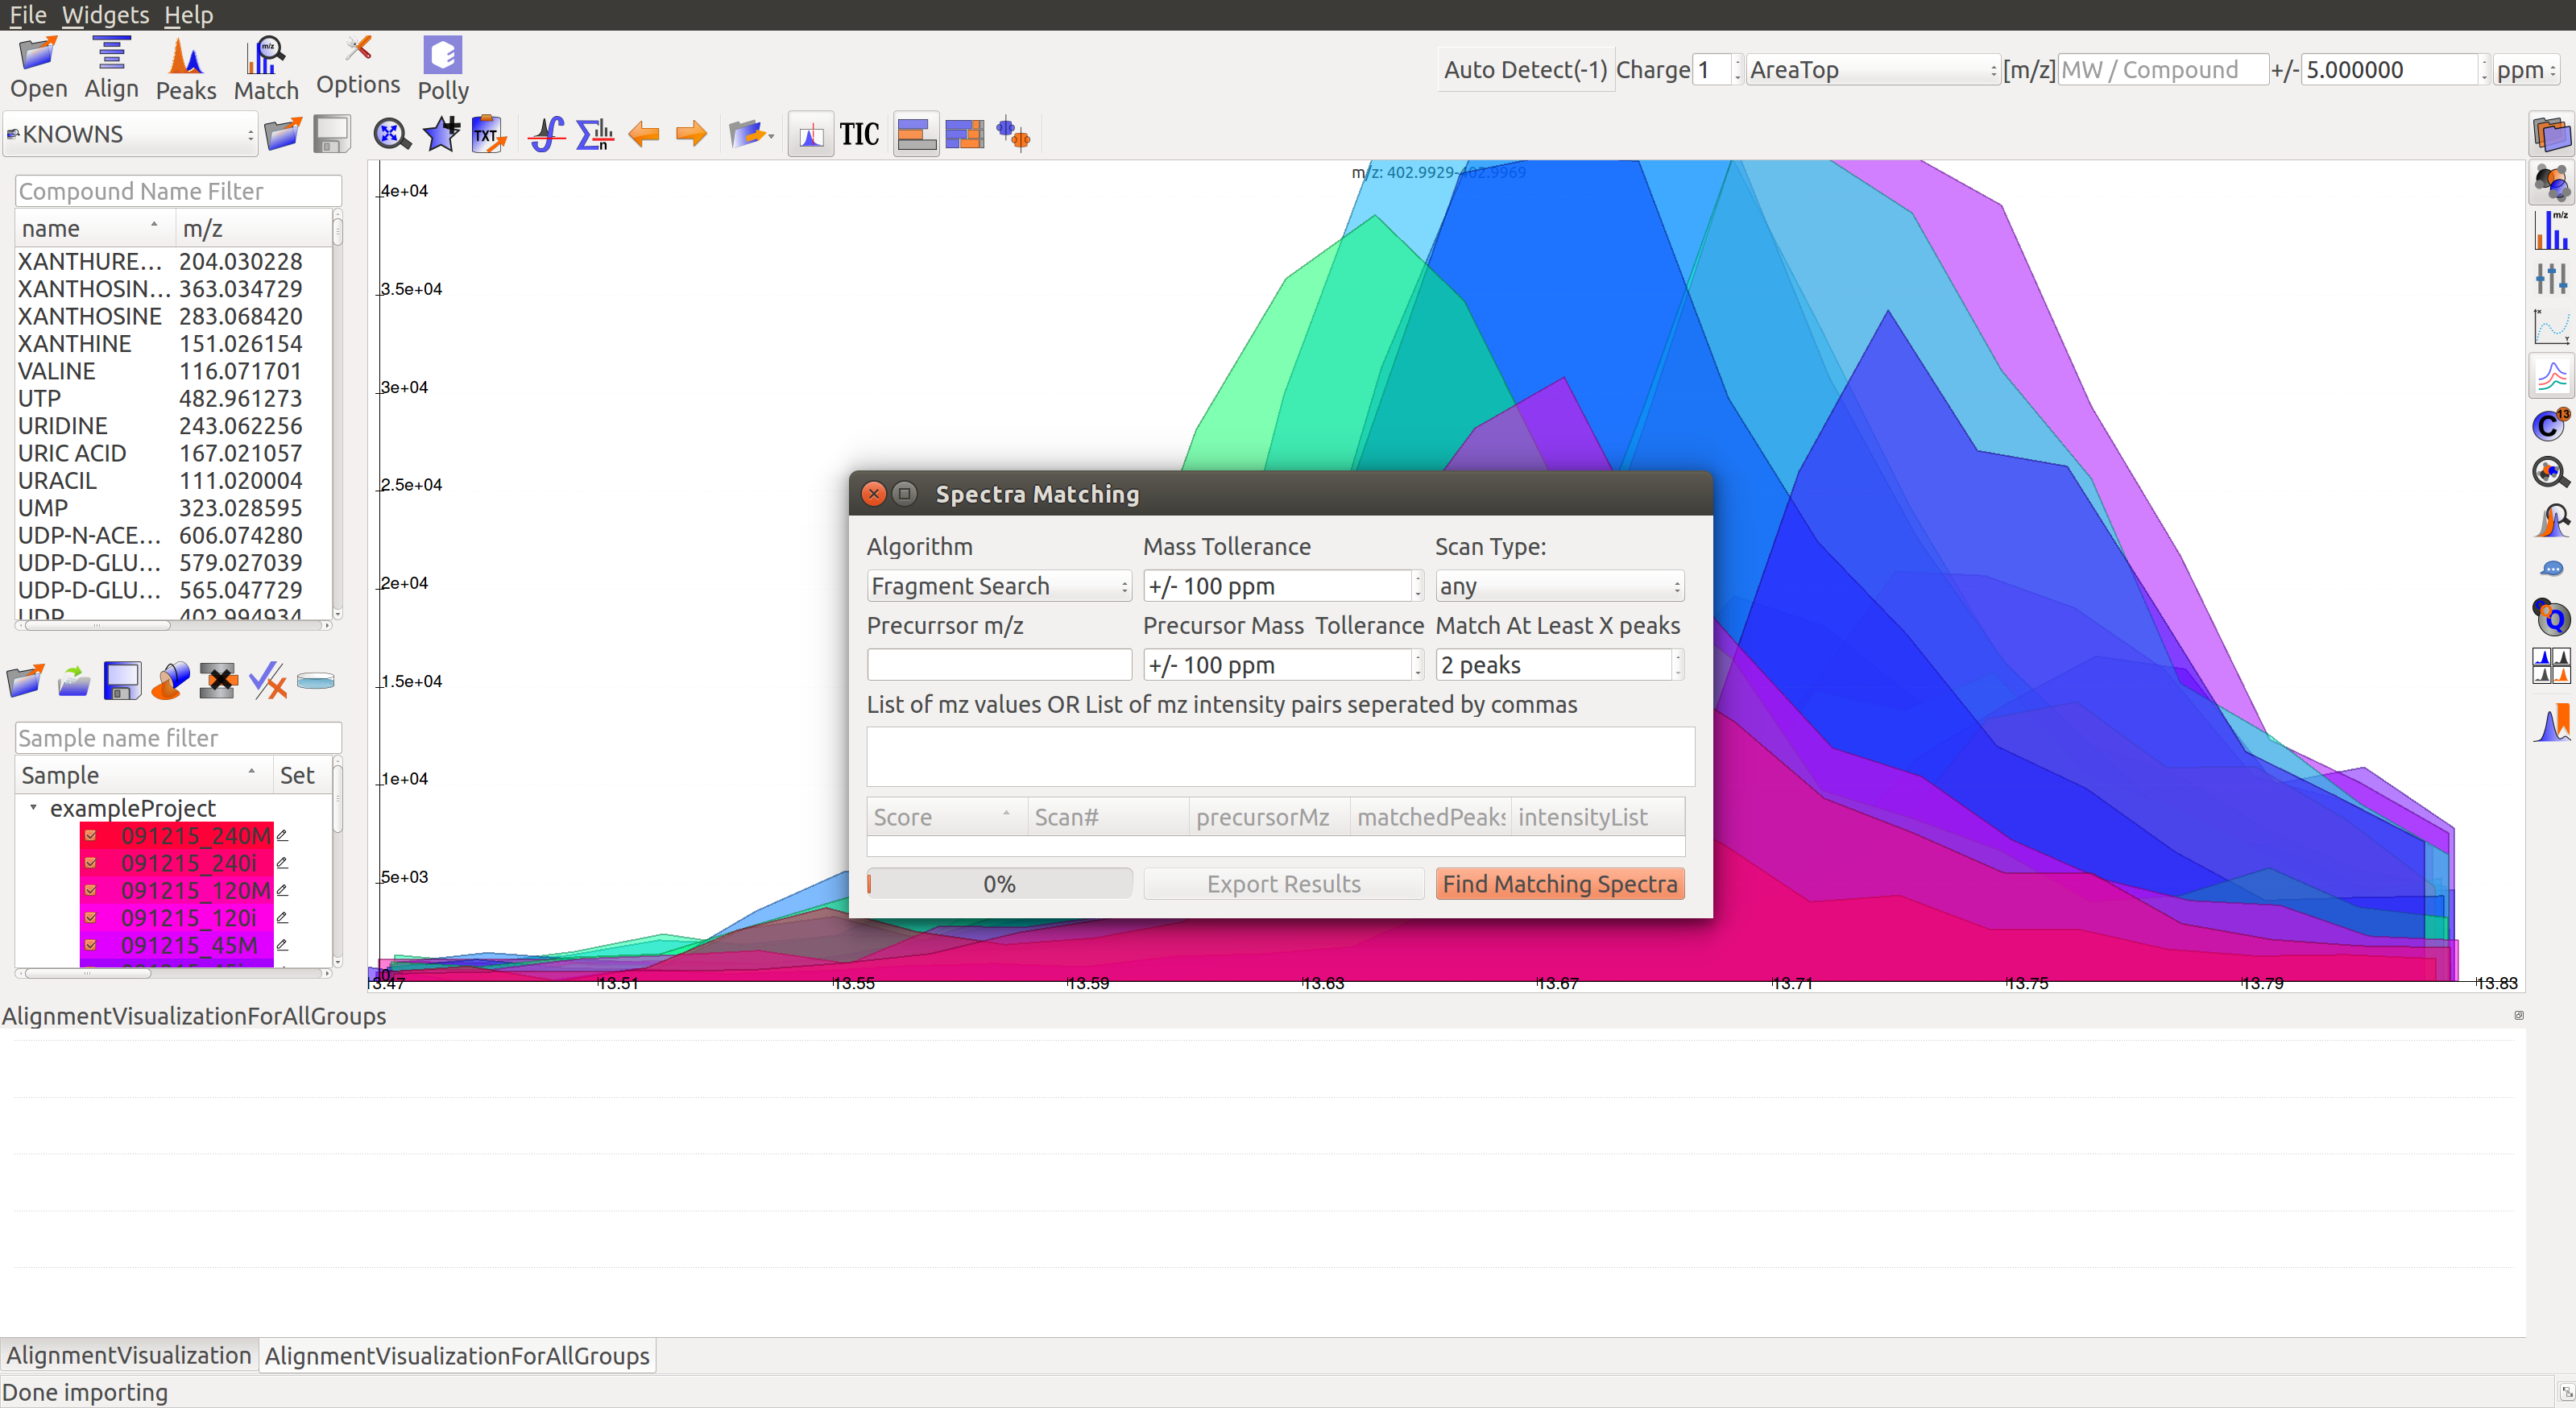 File Widgets Help
Open Align Peaks Match Options Polly
Auto Detect(-1) Charge 1 AreaTop [m/z] MW / Compound +/- 5.000000 ppm
KNOWNS
TXT TIC
Compound Name Filter
name m/z
XANTHURE... 204.030228
XANTHOSIN... 363.034729
XANTHOSINE 283.068420
XANTHINE 151.026154
VALINE 116.071701
UTP 482.961273
URIDINE 243.062256
URIC ACID 167.021057
URACIL 111.020004
UMP 323.028595
UDP-N-ACE... 606.074280
UDP-D-GLU... 579.027039
UDP-D-GLU... 565.047729
UDP 402.994934
Sample name filter
Sample Set
exampleProject
091215_240M
091215_240i
091215_120M
091215_120i
091215_45M
m/z: 402.9929-402.9969
4e+04
3.5e+04
3e+04
2.5e+04
2e+04
1.5e+04
1e+04
5e+03
0
13.47 13.51 13.55 13.59 13.63 13.67 13.71 13.75 13.79 13.83
Spectra Matching
Algorithm Mass Tollerance Scan Type:
Fragment Search +/- 100 ppm any
Precurrsor m/z Precursor Mass Tollerance Match At Least X peaks
+/- 100 ppm 2 peaks
List of mz values OR List of mz intensity pairs seperated by commas
Score Scan# precursorMz matchedPeaks intensityList
0% Export Results Find Matching Spectra
m/z
C 13
Q
AlignmentVisualizationForAllGroups
AlignmentVisualization AlignmentVisualizationForAllGroups
Done importing